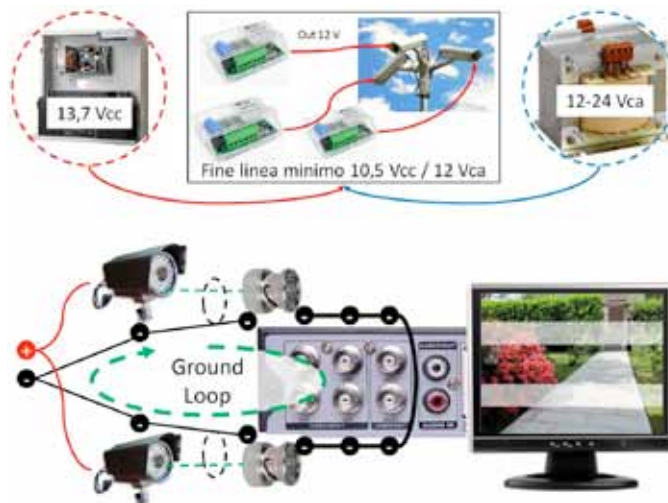 Out 12 V
13,7 Vcc
12-24 Vca
Fine linea minimo 10,5 Vcc / 12 Vca
+
-
-
-
-
-
-
-
-
-
-
-
Ground
Loop